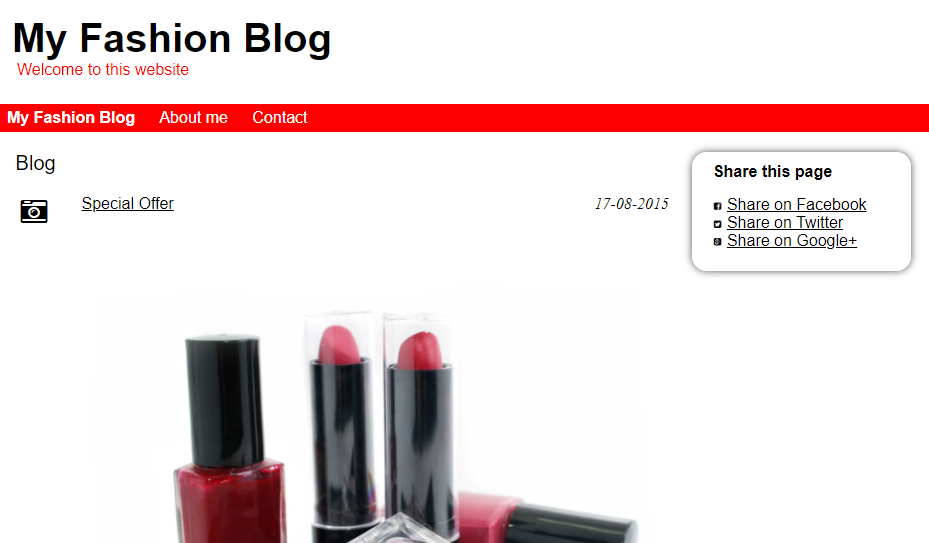 My Fashion Blog
Welcome to this website
My Fashion Blog About me Contact
Blog
Special Offer 17-08-2015
Share this page
Share on Facebook
Share on Twitter
Share on Google+